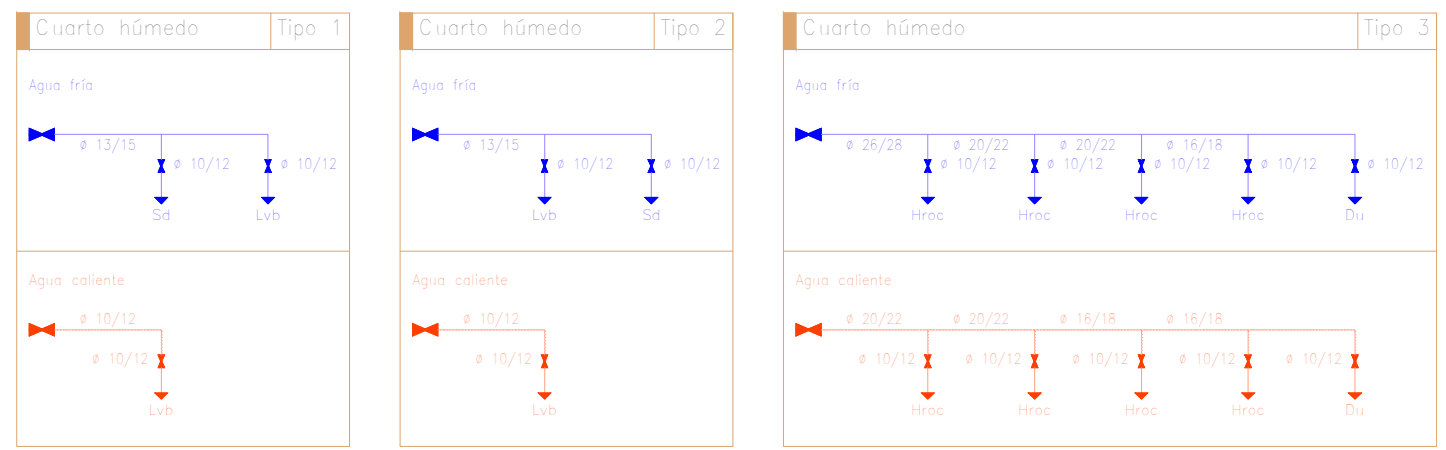 Cuarto húmedo Tipo 1
Agua fría
ø 13/15
ø 10/12 ø 10/12
Sd Lvb
Agua caliente
ø 10/12
ø 10/12
Lvb
Cuarto húmedo Tipo 2
Agua fría
ø 13/15
ø 10/12 ø 10/12
Lvb Sd
Agua caliente
ø 10/12
ø 10/12
Lvb
Cuarto húmedo Tipo 3
Agua fría
ø 26/28 ø 20/22 ø 20/22 ø 16/18
ø 10/12 ø 10/12 ø 10/12 ø 10/12 ø 10/12
Hroc Hroc Hroc Hroc Du
Agua caliente
ø 20/22 ø 20/22 ø 16/18 ø 16/18
ø 10/12 ø 10/12 ø 10/12 ø 10/12 ø 10/12
Hroc Hroc Hroc Hroc Du